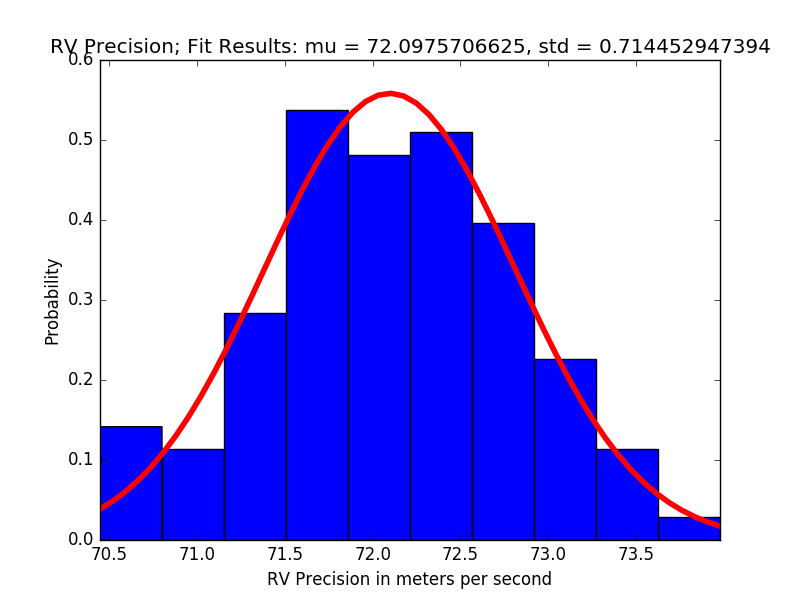 RV Precision; Fit Results: mu = 72.0975706625, std = 0.714452947394
0.6
0.5
0.4
0.3
0.2
0.1
0.0
Probability
70.5 71.0 71.5 72.0 72.5 73.0 73.5
RV Precision in meters per second